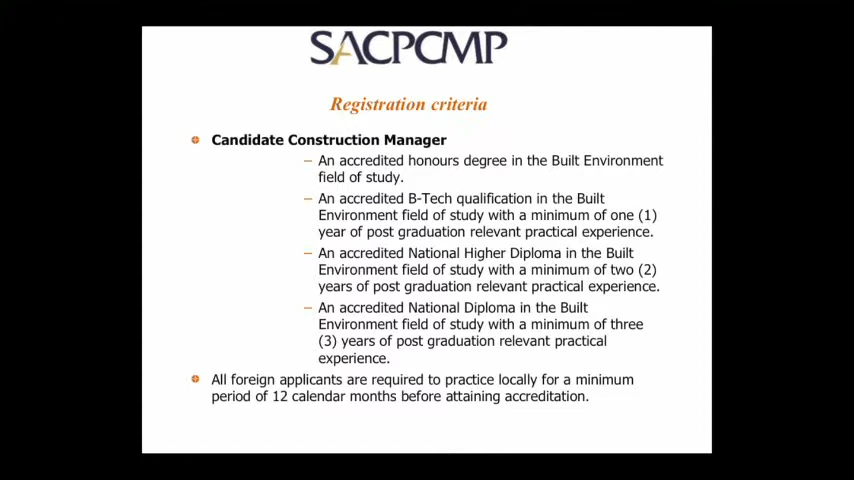 SACPCMP
Registration criteria
Candidate Construction Manager
– An accredited honours degree in the Built Environment
field of study.
– An accredited B-Tech qualification in the Built
Environment field of study with a minimum of one (1)
year of post graduation relevant practical experience.
– An accredited National Higher Diploma in the Built
Environment field of study with a minimum of two (2)
years of post graduation relevant practical experience.
– An accredited National Diploma in the Built
Environment field of study with a minimum of three
(3) years of post graduation relevant practical
experience.
All foreign applicants are required to practice locally for a minimum
period of 12 calendar months before attaining accreditation.